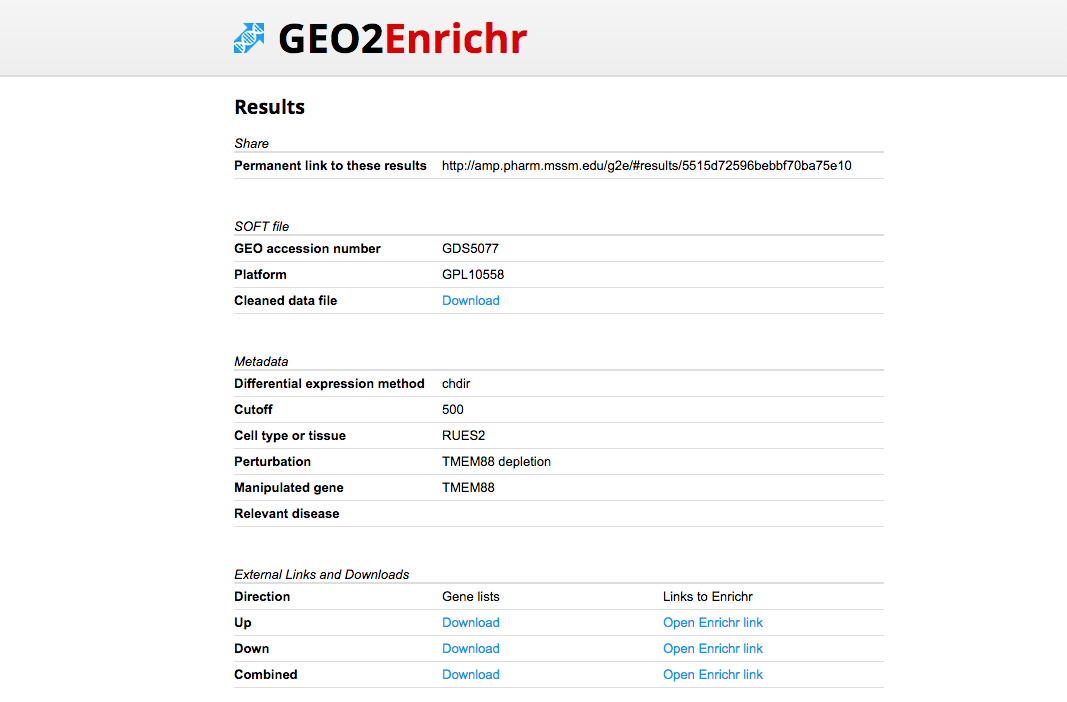 GEO2Enrichr
Results
Share
Permanent link to these results http://amp.pharm.mssm.edu/g2e/#results/5515d72596bebbf70ba75e10
SOFT file
GEO accession number GDS5077
Platform GPL10558
Cleaned data file Download
Metadata
Differential expression method chdir
Cutoff 500
Cell type or tissue RUES2
Perturbation TMEM88 depletion
Manipulated gene TMEM88
Relevant disease
External Links and Downloads
Direction Gene lists Links to Enrichr
Up Download Open Enrichr link
Down Download Open Enrichr link
Combined Download Open Enrichr link